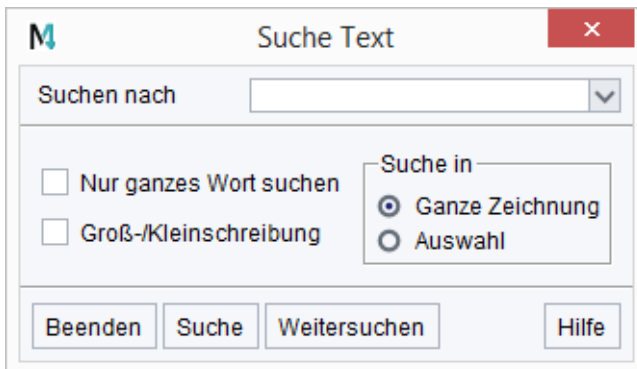 M4 Suche Text
Suchen nach
Suche in
Nur ganzes Wort suchen
Ganze Zeichnung
Groß-/Kleinschreibung
Auswahl
Beenden Suche Weitersuchen Hilfe